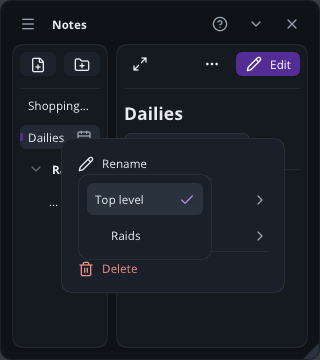 Notes
Edit
Shopping...
Dailies
Dailies
...
Rename
Top level
Raids
Delete